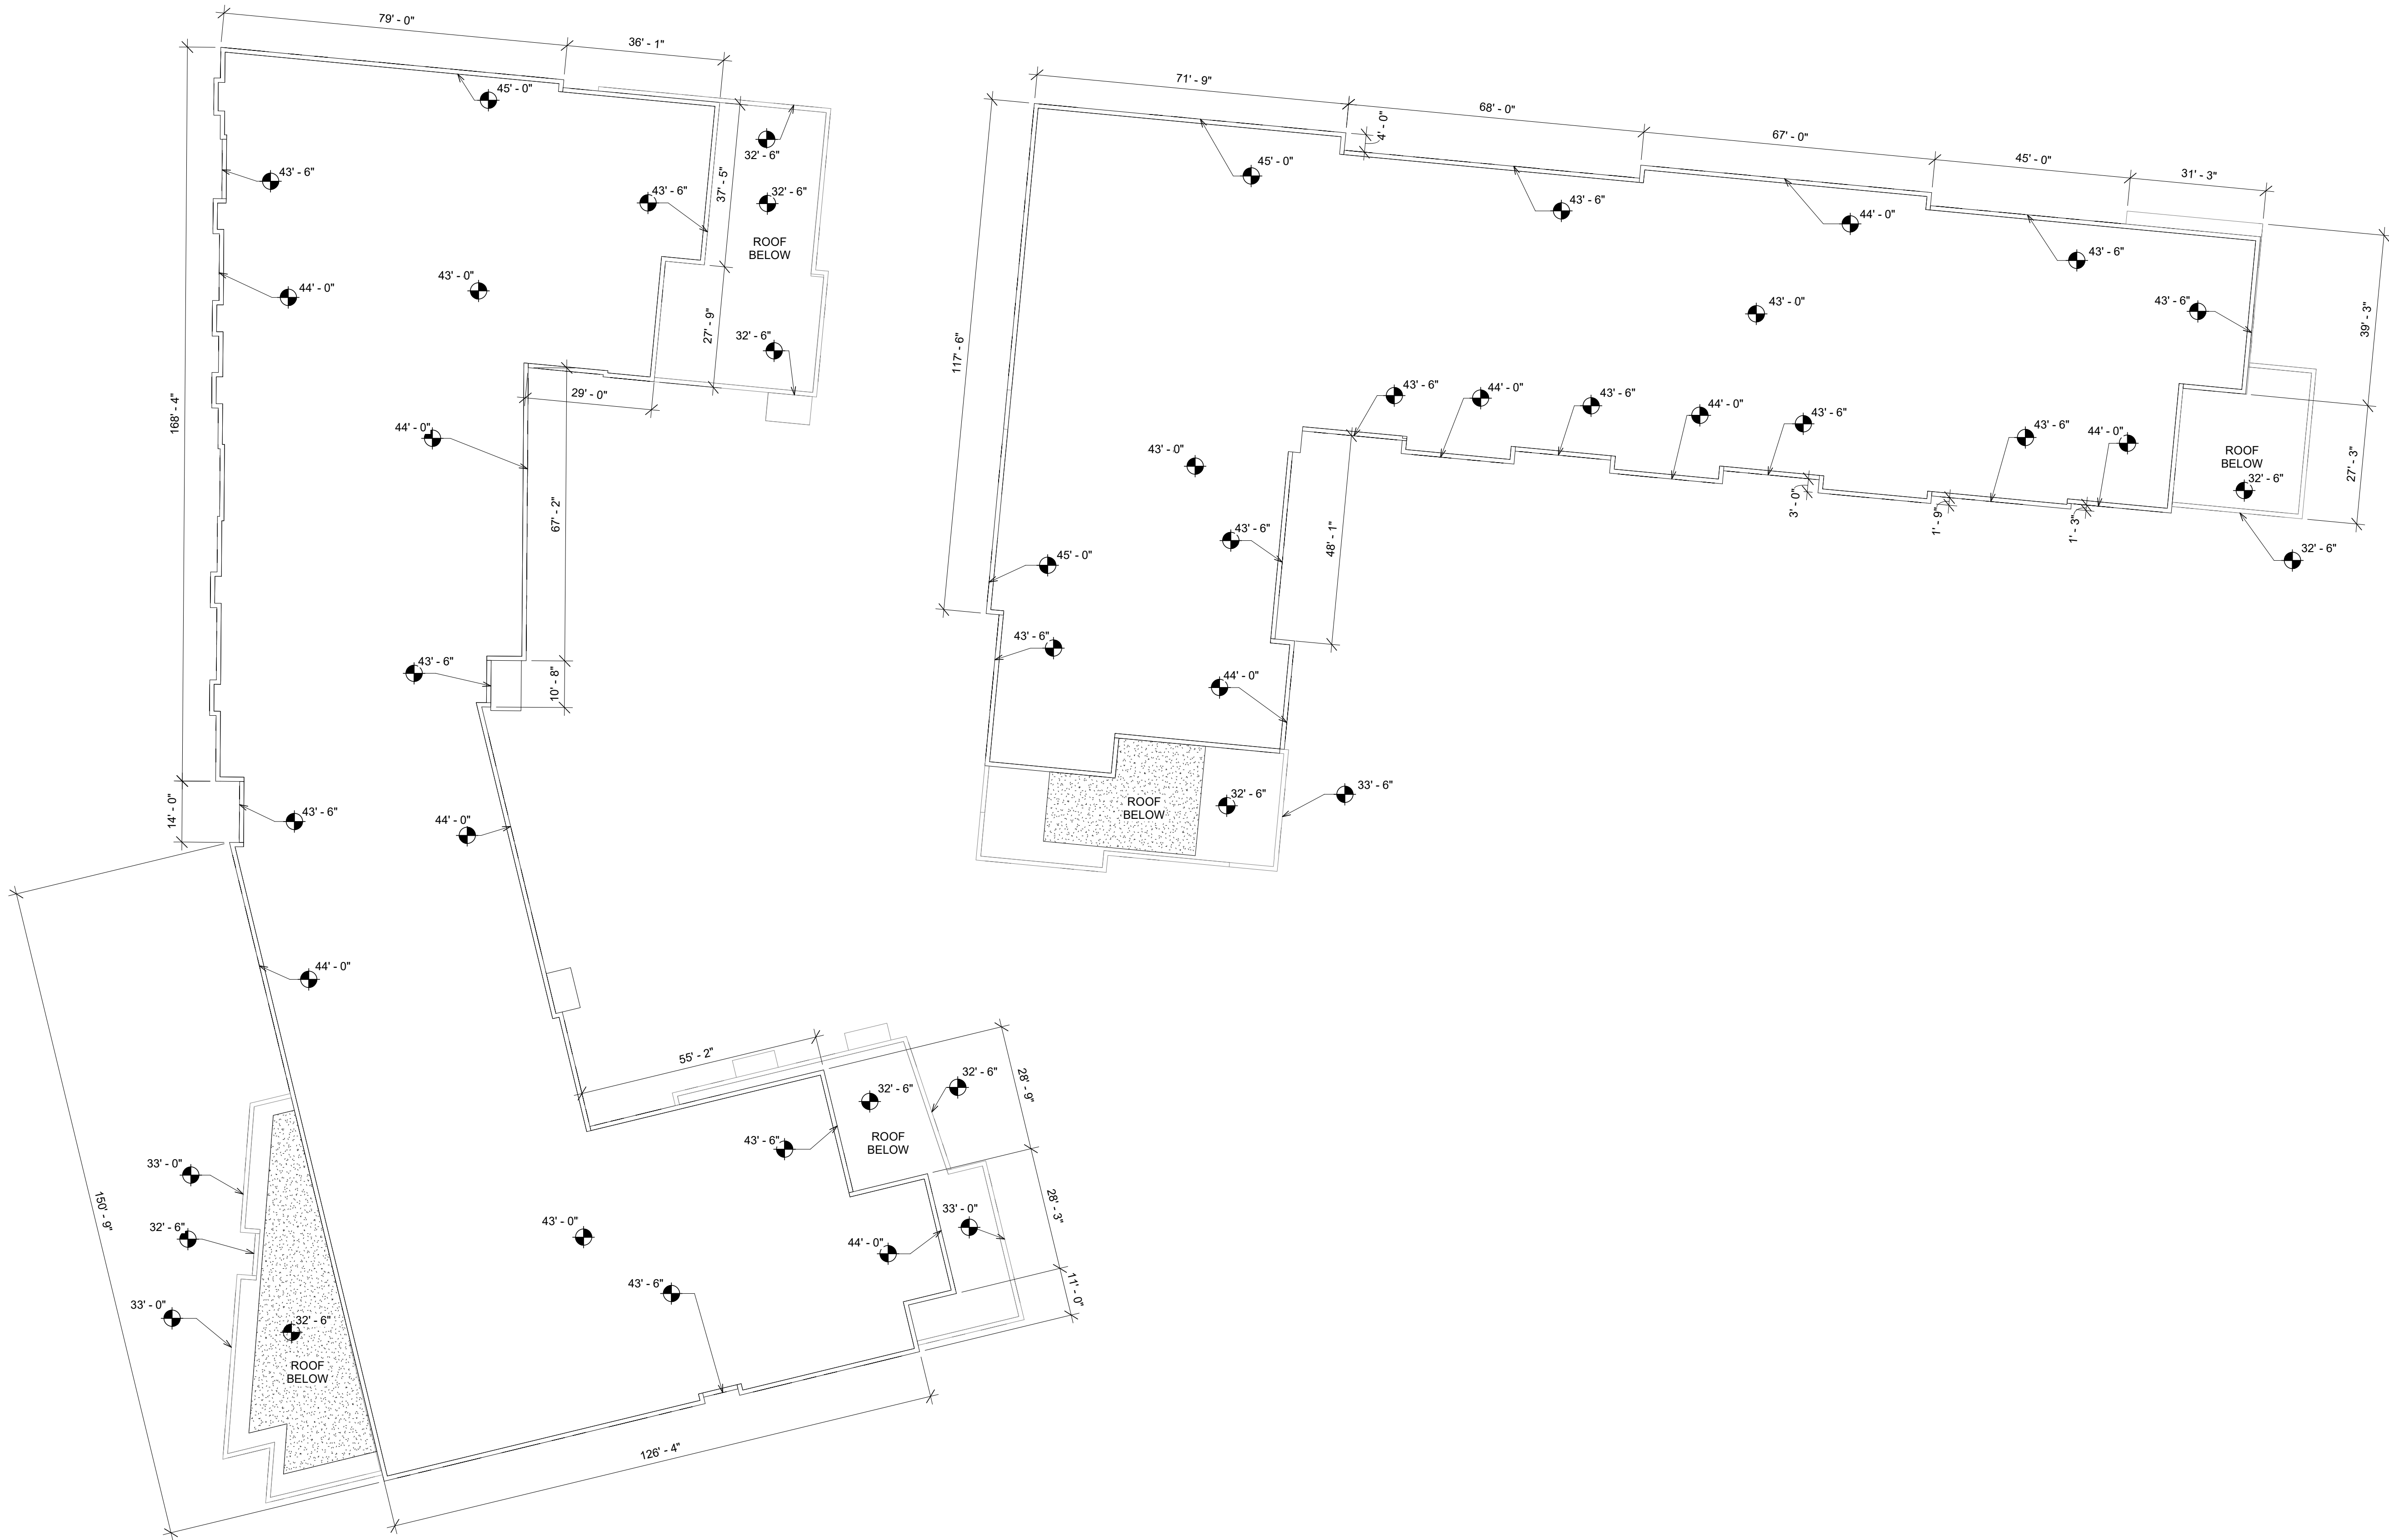 79' - 0"
36' - 1"
45' - 0"
32' - 6"
43' - 6"
43' - 6"
37' - 5"
32' - 6"
ROOF
BELOW
43' - 0"
44' - 0"
27' - 9"
32' - 6"
168' - 4"
29' - 0"
44' - 0"
67' - 2"
43' - 6"
10' - 8"
14' - 0"
43' - 6"
44' - 0"
44' - 0"
150' - 9"
55' - 2"
32' - 6"
32' - 6"
28' - 9"
ROOF
BELOW
43' - 6"
33' - 0"
32' - 6"
33' - 0"
32' - 6"
ROOF
BELOW
43' - 0"
43' - 6"
44' - 0"
33' - 0"
28' - 3"
11' - 0"
126' - 4"
71' - 9"
68' - 0"
4' - 0"
67' - 0"
45' - 0"
31' - 3"
45' - 0"
43' - 6"
44' - 0"
43' - 6"
43' - 6"
39' - 3"
43' - 0"
117' - 6"
43' - 6"
44' - 0"
43' - 6"
44' - 0"
43' - 6"
43' - 6"
44' - 0"
ROOF
BELOW
32' - 6"
27' - 3"
43' - 0"
3' - 0"
1' - 9"
1' - 3"
32' - 6"
43' - 6"
48' - 1"
45' - 0"
43' - 6"
44' - 0"
ROOF
BELOW
32' - 6"
33' - 6"